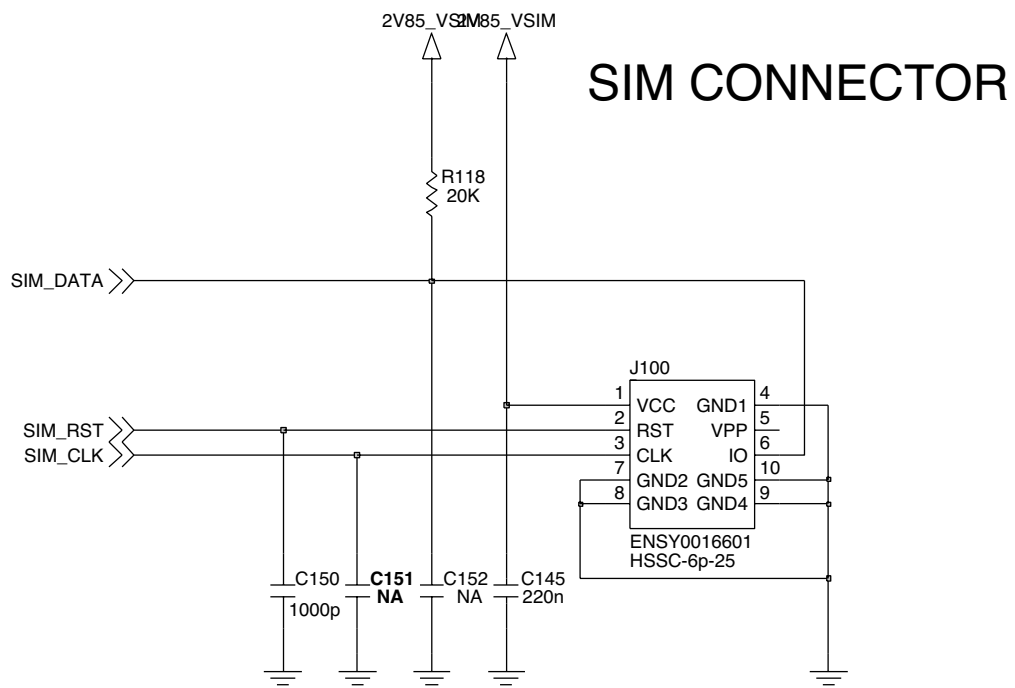 2V85_VSIM
2V85_VSIM
SIM CONNECTOR
R118
20K
SIM_DATA
J100
1
VCC
GND1
4
SIM_RST
2
RST
VPP
5
SIM_CLK
3
CLK
IO
6
7
GND2
GND5
10
8
GND3
GND4
9
ENSY0016601
HSSC-6p-25
C150
1000p
C151
NA
C152
NA
C145
220n